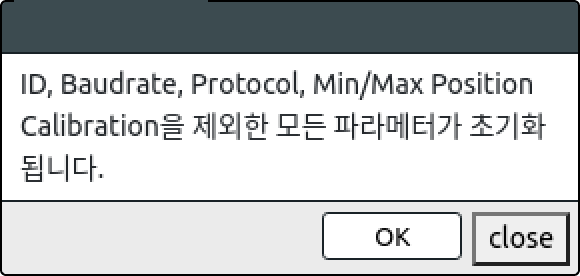 ID, Baudrate, Protocol, Min/Max Position
Calibration을 제외한 모든 파라메터가 초기화
됩니다.
OK
close